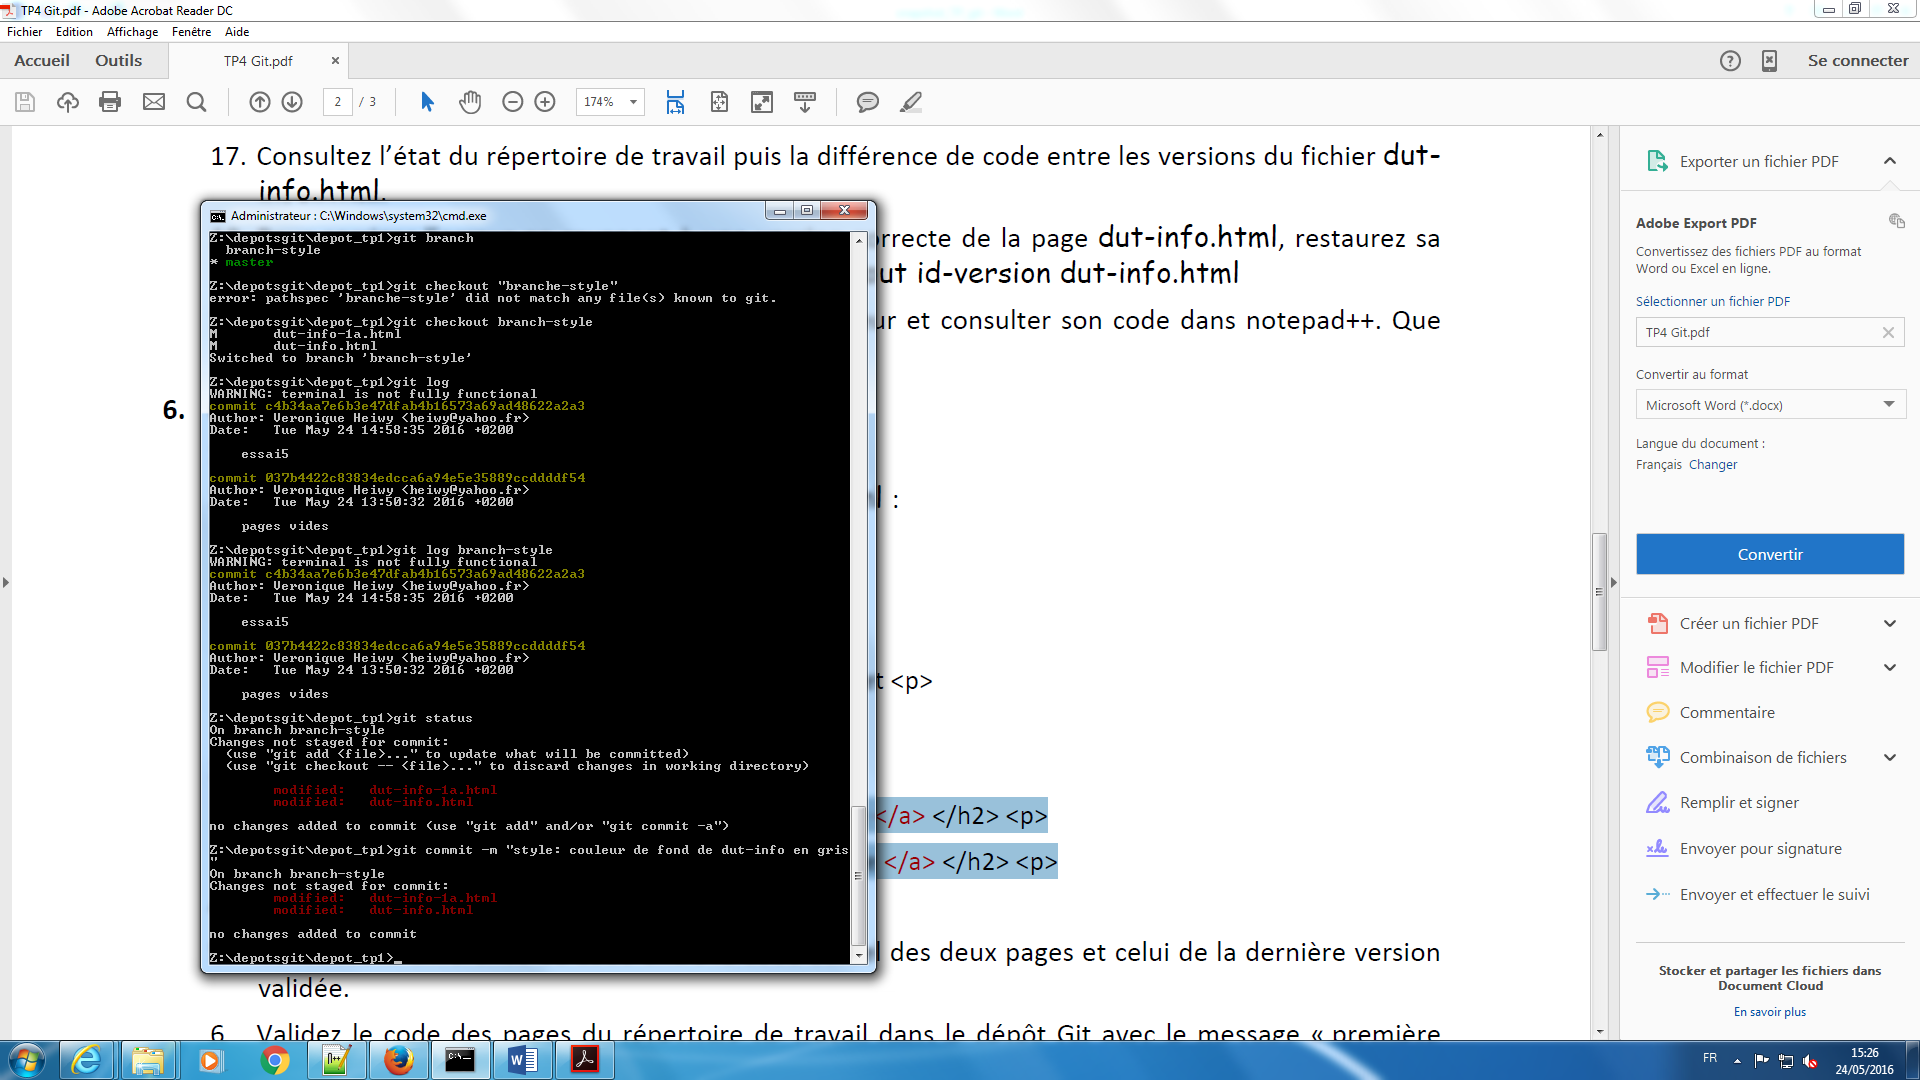 TP4 Git.pdf - Adobe Acrobat Reader DC
Fichier Edition Affichage Fenêtre Aide
Accueil Outils TP4 Git.pdf × Se connecter
2 / 3 174%
17. Consultez l'état du répertoire de travail puis la différence de code entre les versions du fichier dut-
info.html.
orrecte de la page dut-info.html, restaurez sa
ut id-version dut-info.html
ur et consulter son code dans notepad++. Que
6.
l :
t <p>
</a> </h2> <p>
</a> </h2> <p>
l des deux pages et celui de la dernière version
validée.
6. Validez le code des pages du répertoire de travail dans le dépôt Git avec le message « première
Administrateur : C:\Windows\system32\cmd.exe
Z:\depotsgit\depot_tp1>git branch
  branch-style
* master
Z:\depotsgit\depot_tp1>git checkout "branche-style"
error: pathspec 'branche-style' did not match any file(s) known to git.
Z:\depotsgit\depot_tp1>git checkout branch-style
M       dut-info-1a.html
M       dut-info.html
Switched to branch 'branch-style'
Z:\depotsgit\depot_tp1>git log
WARNING: terminal is not fully functional
commit c4b34aa7e6b3e47dfab4b16573a69ad48622a2a3
Author: Veronique Heiwy <heiwy@yahoo.fr>
Date:   Tue May 24 14:58:35 2016 +0200
    essai5
commit 037b4422c83834edcca6a94e5e35889ccddddf54
Author: Veronique Heiwy <heiwy@yahoo.fr>
Date:   Tue May 24 13:50:32 2016 +0200
    pages vides
Z:\depotsgit\depot_tp1>git log branch-style
WARNING: terminal is not fully functional
commit c4b34aa7e6b3e47dfab4b16573a69ad48622a2a3
Author: Veronique Heiwy <heiwy@yahoo.fr>
Date:   Tue May 24 14:58:35 2016 +0200
    essai5
commit 037b4422c83834edcca6a94e5e35889ccddddf54
Author: Veronique Heiwy <heiwy@yahoo.fr>
Date:   Tue May 24 13:50:32 2016 +0200
    pages vides
Z:\depotsgit\depot_tp1>git status
On branch branch-style
Changes not staged for commit:
  (use "git add <file>..." to update what will be committed)
  (use "git checkout -- <file>..." to discard changes in working directory)
        modified:   dut-info-1a.html
        modified:   dut-info.html
no changes added to commit (use "git add" and/or "git commit -a")
Z:\depotsgit\depot_tp1>git commit -m "style: couleur de fond de dut-info en gris
"
On branch branch-style
Changes not staged for commit:
        modified:   dut-info-1a.html
        modified:   dut-info.html
no changes added to commit
Z:\depotsgit\depot_tp1>_
Exporter un fichier PDF
Adobe Export PDF
Convertissez des fichiers PDF au format
Word ou Excel en ligne.
Sélectionner un fichier PDF
TP4 Git.pdf
Convertir au format
Microsoft Word (*.docx)
Langue du document :
Français Changer
Convertir
Créer un fichier PDF
Modifier le fichier PDF
Commentaire
Combinaison de fichiers
Remplir et signer
Envoyer pour signature
Envoyer et effectuer le suivi
Stocker et partager les fichiers dans
Document Cloud
En savoir plus
FR
15:26
24/05/2016